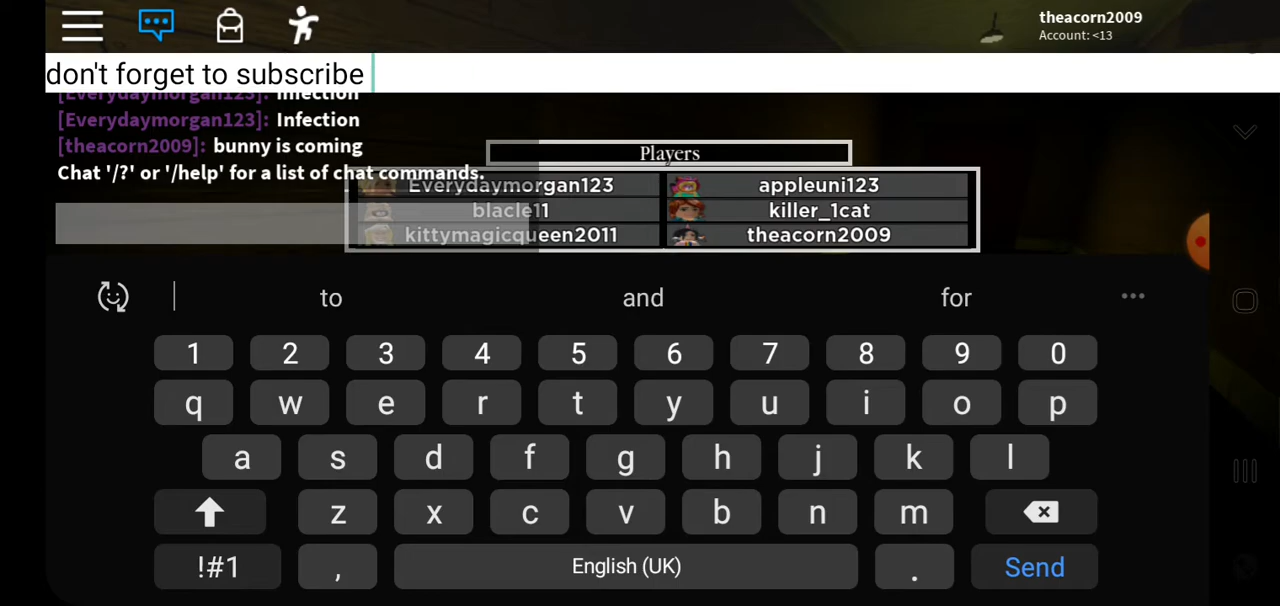 theacorn2009
Account: <13
don't forget to subscribe
[Everydaymorgan123]: Infection
[Everydaymorgan123]: Infection
[theacorn2009]: bunny is coming
Chat '/?' or '/help' for a list of chat commands.
Players
Everydaymorgan123 appleuni123
blacle11 killer_1cat
kittymagicqueen2011 theacorn2009
to and for
1 2 3 4 5 6 7 8 9 0
q w e r t y u i o p
a s d f g h j k l
z x c v b n m
!#1 , English (UK) . Send